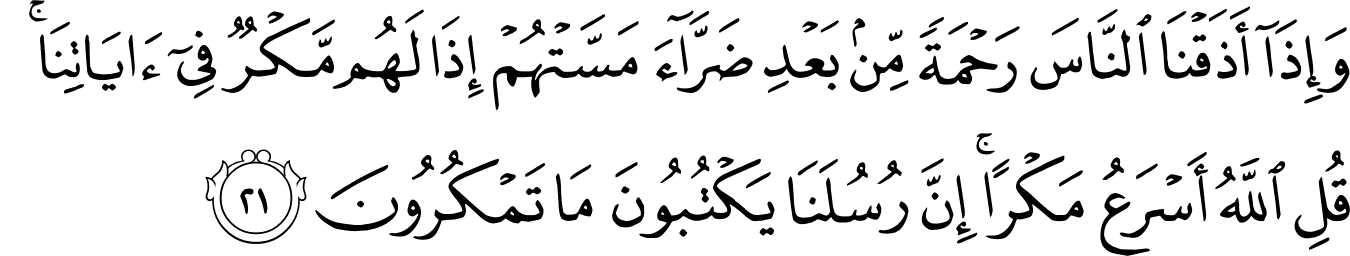 وَإِذَآ أَذَقۡنَا ٱلنَّاسَ رَحۡمَةٗ مِّنۢ بَعۡدِ ضَرَّآءَ مَسَّتۡهُمۡ إِذَا لَهُم مَّكۡرٞ فِيٓ ءَايَاتِنَاۚ
قُلِ ٱللَّهُ أَسۡرَعُ مَكۡرًاۚ إِنَّ رُسُلَنَا يَكۡتُبُونَ مَا تَمۡكُرُونَ ٢١